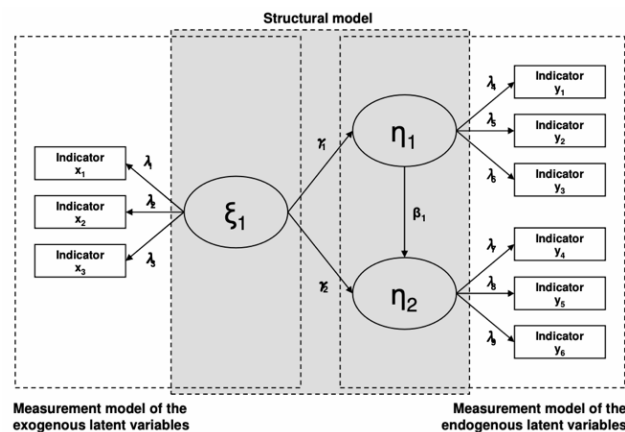 Structural model
Indicator
x1
Indicator
x2
Indicator
x3
λ1
λ2
λ3
ξ1
γ1
γ2
η1
β1
η2
λ4
λ5
λ6
λ7
λ8
λ9
Indicator
y1
Indicator
y2
Indicator
y3
Indicator
y4
Indicator
y5
Indicator
y6
Measurement model of the
exogenous latent variables
Measurement model of the
endogenous latent variables